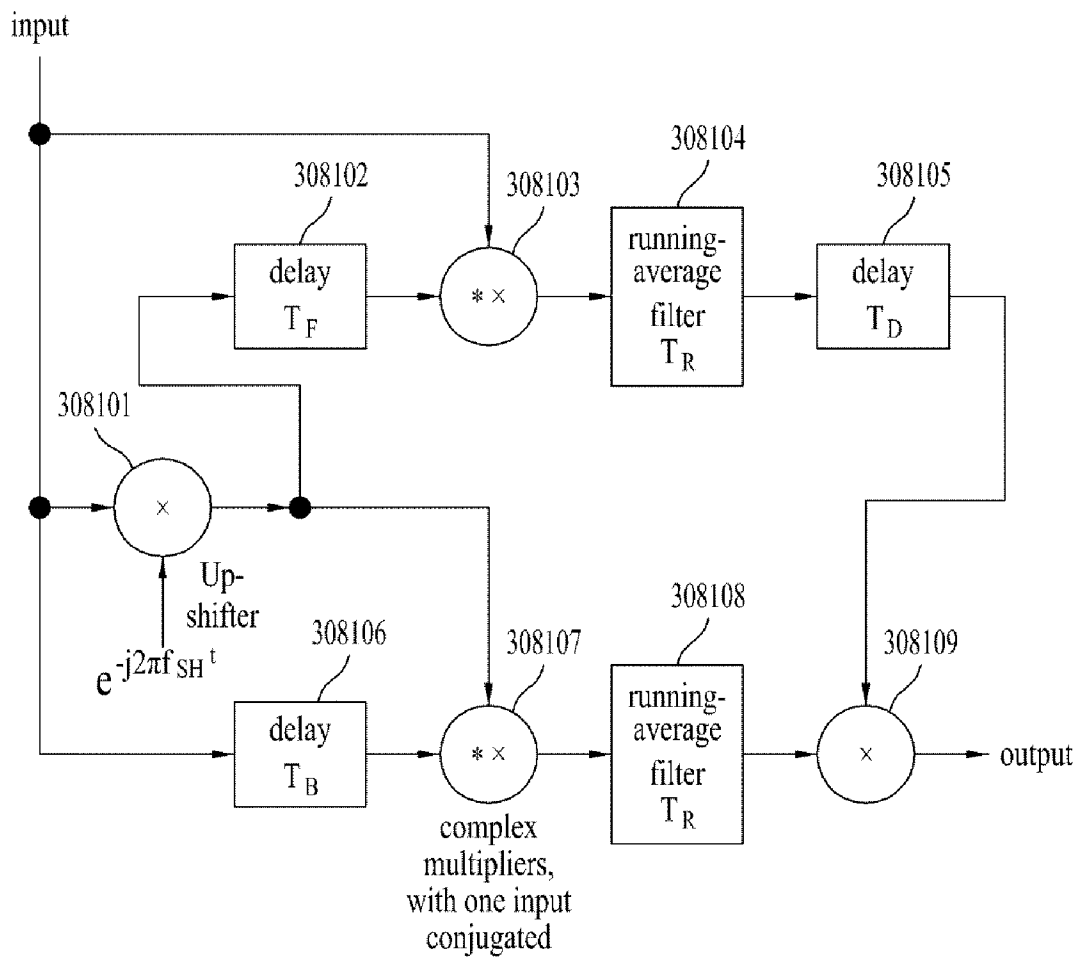 input
308102
delay
T_F
308103
* ×
308104
running-
average
filter
T_R
308105
delay
T_D
308101
×
Up-
shifter
e^-j2πf_SH t
308106
delay
T_B
308107
* ×
complex
multipliers,
with one input
conjugated
308108
running-
average
filter
T_R
308109
×
output